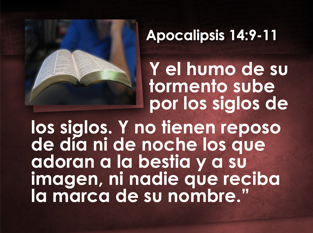 Apocalipsis 14:9-11
Y el humo de su
tormento sube
por los siglos de
los siglos. Y no tienen reposo
de día ni de noche los que
adoran a la bestia y a su
imagen, ni nadie que reciba
la marca de su nombre.”